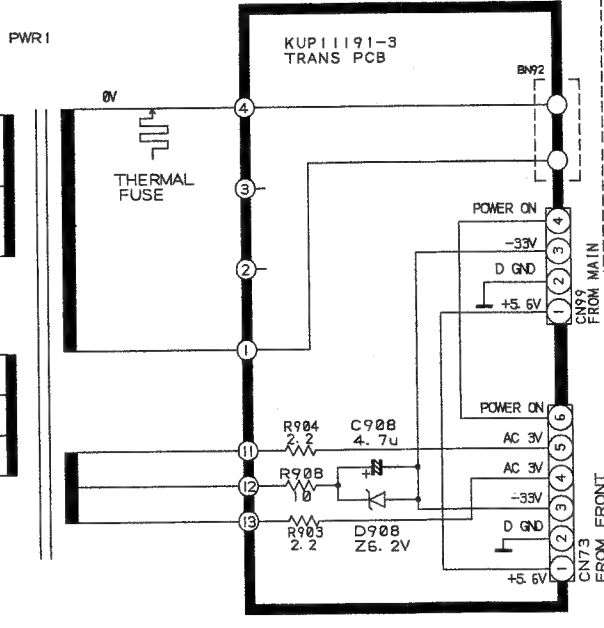 PWR1
KUP11191-3
TRANS PCB
BN92
0V
4
THERMAL
FUSE
3
2
1
POWER ON
4
-33V
3
D GND
2
+5.6V
1
CN99
FROM MAIN
POWER ON
6
AC 3V
5
AC 3V
4
-33V
3
D GND
2
+5.6V
1
CN73
FROM FRONT
11
R904
2.2
C908
4.7u
+
12
R908
10
13
R903
2.2
D908
Z6.2V